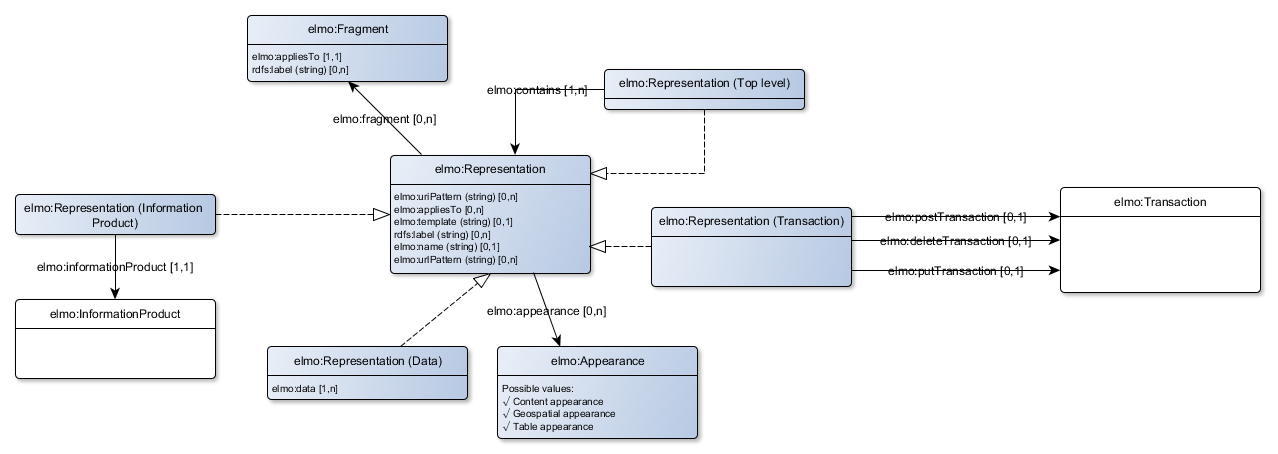 elmo:Fragment
elmo:appliesTo [1,1]
rdfs:label (string) [0,n]
elmo:fragment [0,n]
elmo:Representation (Top level)
elmo:contains [1,n]
elmo:Representation
elmo:uriPattern (string) [0,n]
elmo:appliesTo [0,n]
elmo:template (string) [0,1]
rdfs:label (string) [0,n]
elmo:name (string) [0,1]
elmo:urlPattern (string) [0,n]
elmo:Representation (Information
Product)
elmo:informationProduct [1,1]
elmo:InformationProduct
elmo:Representation (Transaction)
elmo:postTransaction [0,1]
elmo:deleteTransaction [0,1]
elmo:putTransaction [0,1]
elmo:Transaction
elmo:appearance [0,n]
elmo:Representation (Data)
elmo:data [1,n]
elmo:Appearance
Possible values:
√ Content appearance
√ Geospatial appearance
√ Table appearance